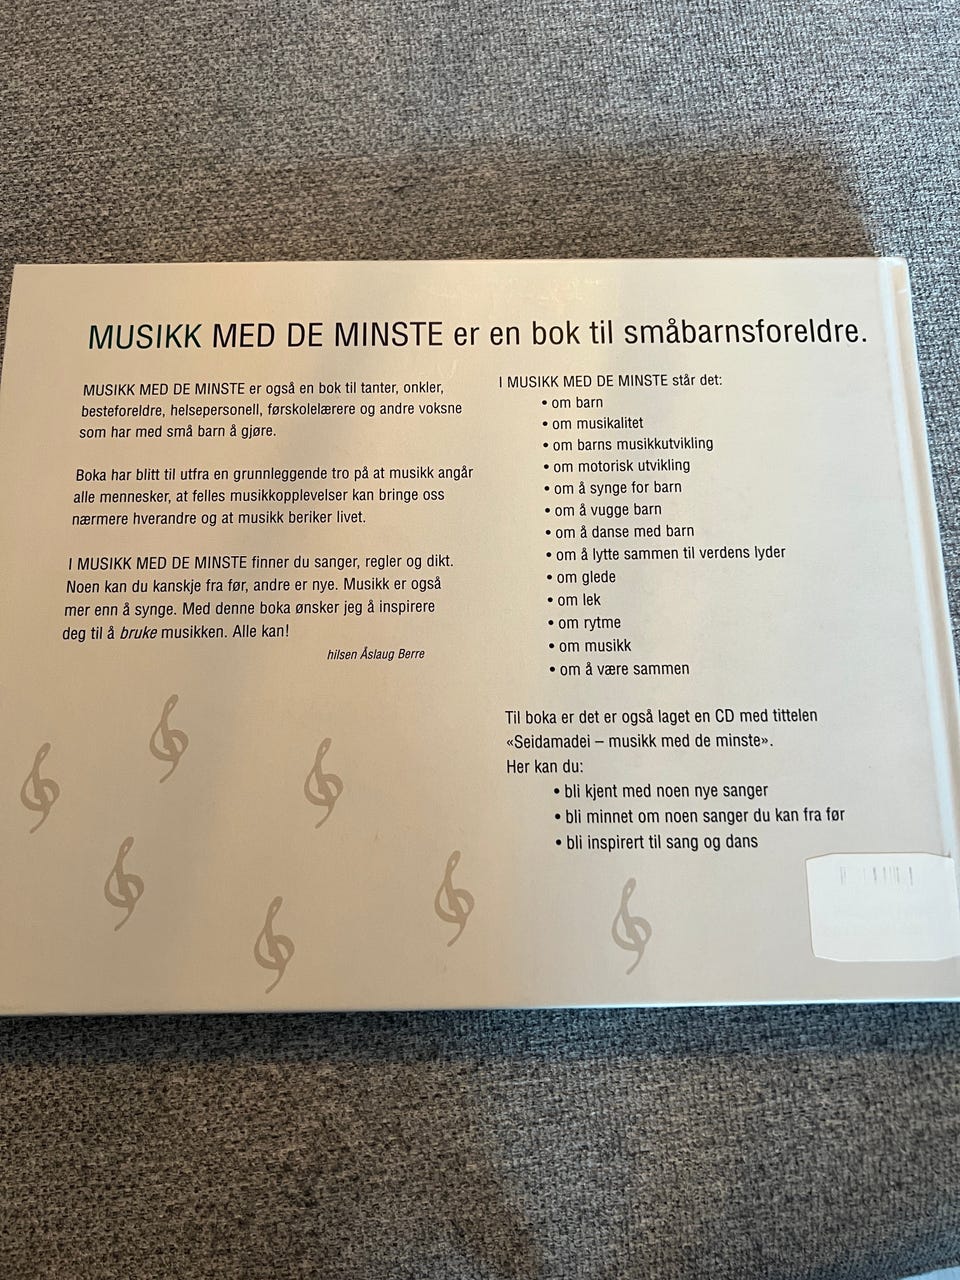 MUSIKK MED DE MINSTE er en bok til småbarnsforeldre.
MUSIKK MED DE MINSTE er også en bok til tanter, onkler,
besteforeldre, helsepersonell, førskolelærere og andre voksne
som har med små barn å gjøre.
Boka har blitt til utfra en grunnleggende tro på at musikk angår
alle mennesker, at felles musikkopplevelser kan bringe oss
nærmere hverandre og at musikk beriker livet.
I MUSIKK MED DE MINSTE finner du sanger, regler og dikt.
Noen kan du kanskje fra før, andre er nye. Musikk er også
mer enn å synge. Med denne boka ønsker jeg å inspirere
deg til å bruke musikken. Alle kan!
hilsen Åslaug Berre
I MUSIKK MED DE MINSTE står det:
• om barn
• om musikalitet
• om barns musikkutvikling
• om motorisk utvikling
• om å synge for barn
• om å vugge barn
• om å danse med barn
• om å lytte sammen til verdens lyder
• om glede
• om lek
• om rytme
• om musikk
• om å være sammen
Til boka er det er også laget en CD med tittelen
«Seidamadei – musikk med de minste».
Her kan du:
• bli kjent med noen nye sanger
• bli minnet om noen sanger du kan fra før
• bli inspirert til sang og dans